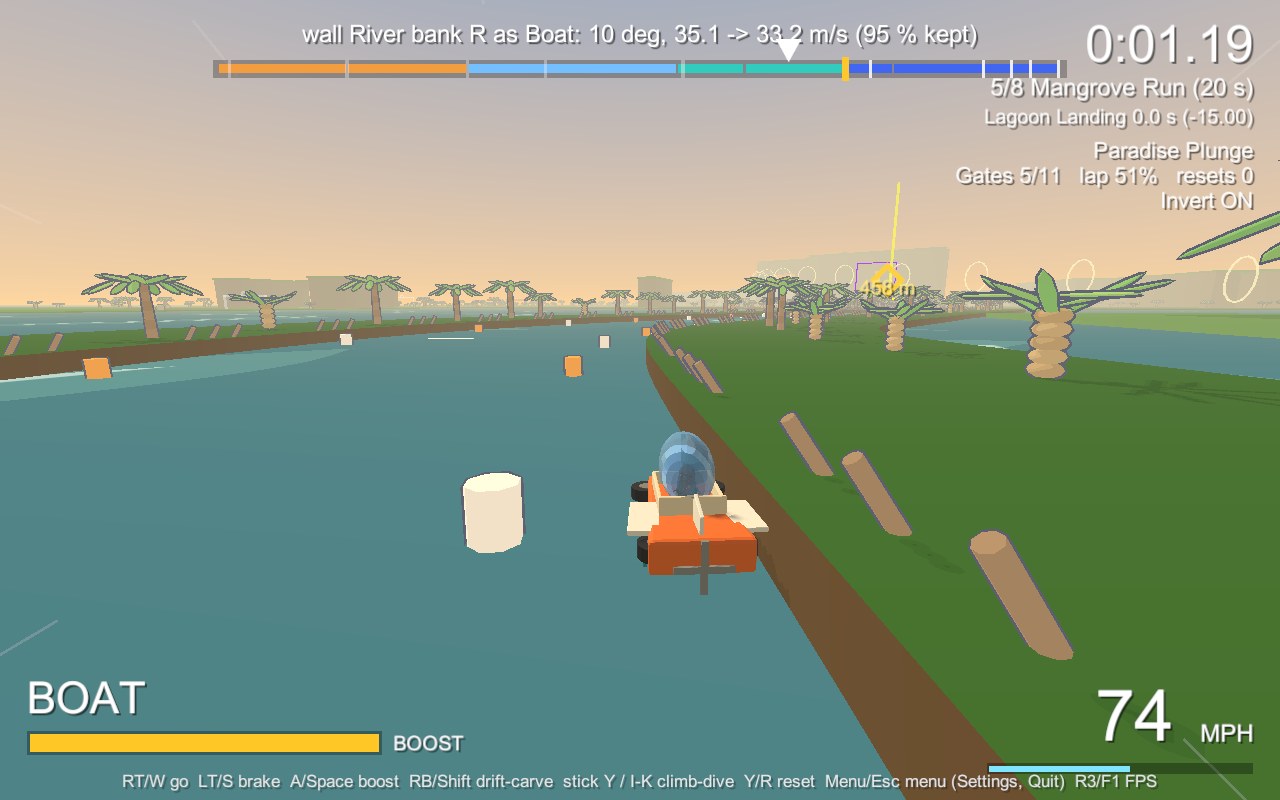 wall River bank R as Boat: 10 deg, 35.1 -> 33.2 m/s (95 % kept)
0:01.19
5/8 Mangrove Run (20 s)
Lagoon Landing 0.0 s (-15.00)
Paradise Plunge
Gates 5/11 lap 51% resets 0
Invert ON
458 m
BOAT
BOOST
74 MPH
RT/W go LT/S brake A/Space boost RB/Shift drift-carve stick Y / I-K climb-dive Y/R reset Menu/Esc menu (Settings, Quit) R3/F1 FPS